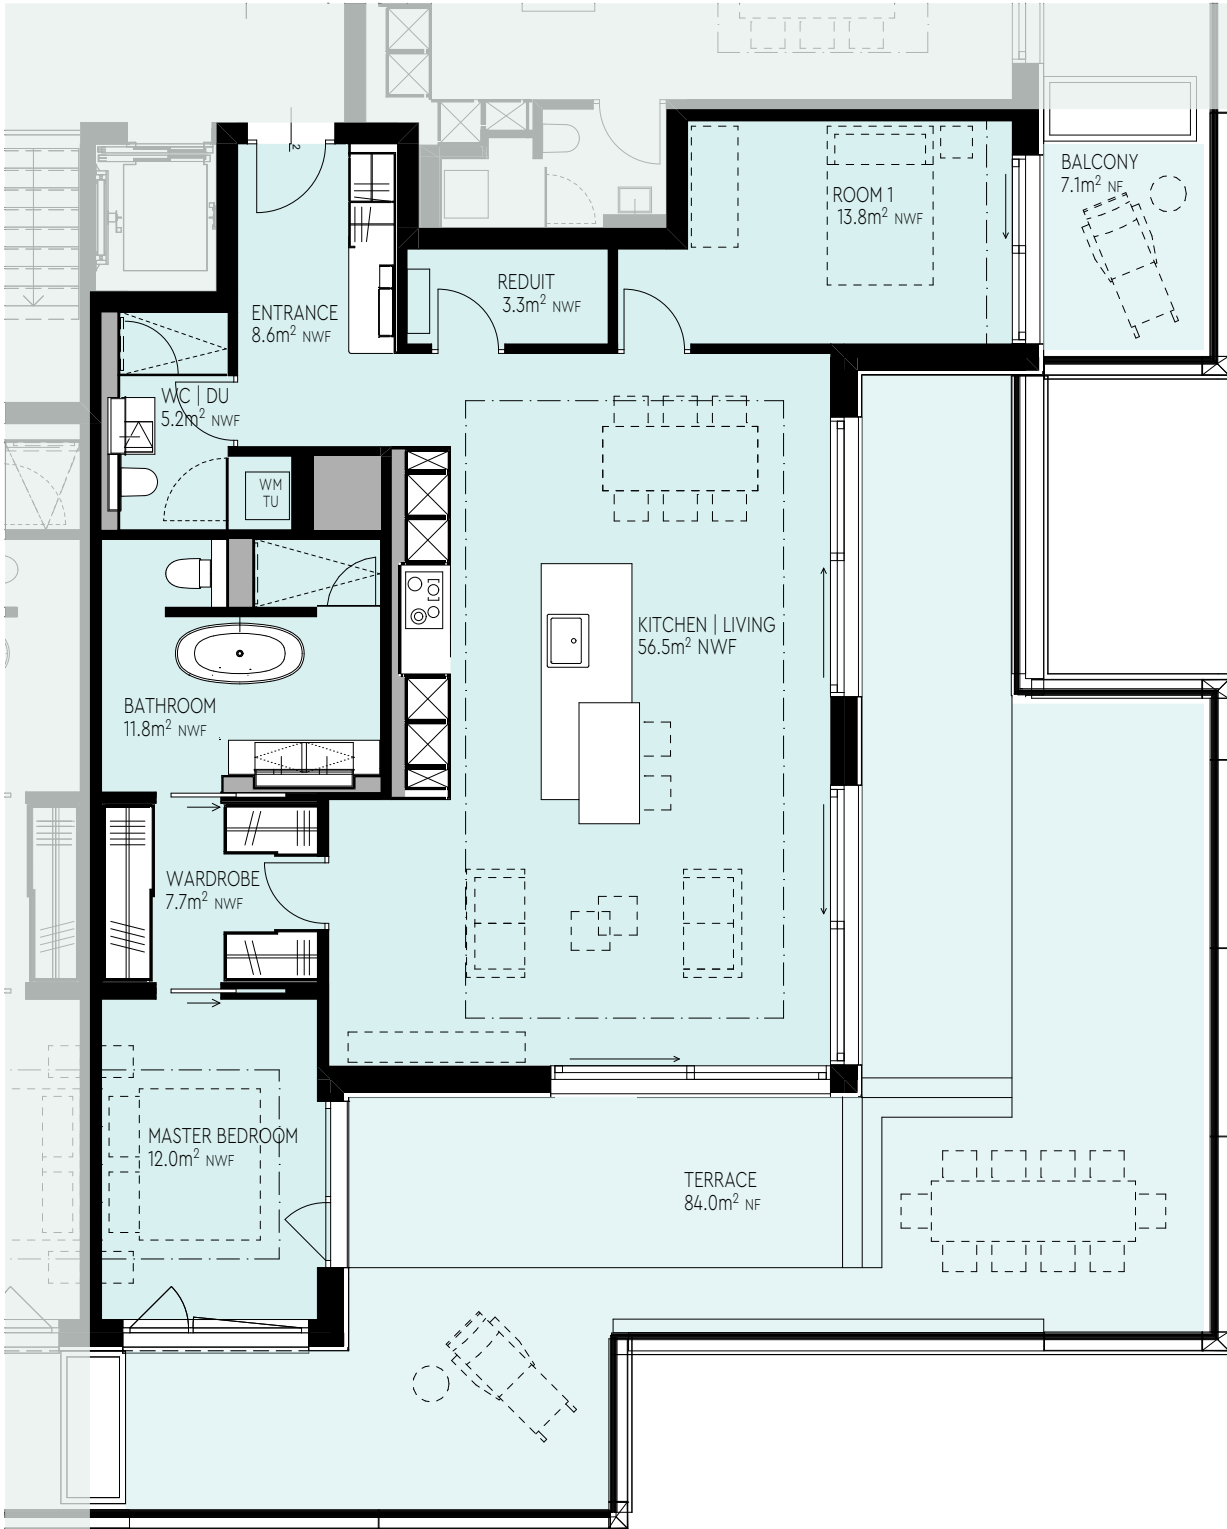 BALCONY
7.1m² NF
ROOM 1
13.8m² NWF
REDUIT
3.3m² NWF
ENTRANCE
8.6m² NWF
WC | DU
5.2m² NWF
WM
TU
KITCHEN | LIVING
56.5m² NWF
BATHROOM
11.8m² NWF
WARDROBE
7.7m² NWF
MASTER BEDROOM
12.0m² NWF
TERRACE
84.0m² NF